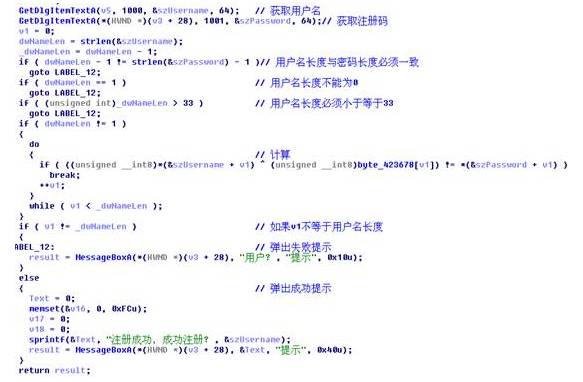 GetDlgItemTextA(v5, 1000, &szUsername, 64);   // 获取用户名
GetDlgItemTextA(*(HWND *)(v3 + 28), 1001, &szPassword, 64);// 获取注册码
v1 = 0;
dwNameLen = strlen(&szUsername);
_dwNameLen = dwNameLen - 1;
if ( dwNameLen - 1 != strlen(&szPassword) - 1 )// 用户名长度与密码长度必须一致
goto LABEL_12;
if ( dwNameLen == 1 )                         // 用户名长度不能为0
goto LABEL_12;
if ( (unsigned int)_dwNameLen > 33 )          // 用户名长度必须小于等于33
goto LABEL_12;
if ( dwNameLen != 1 )
{
do
{                                           // 计算
if ( ((unsigned __int8)*(&szUsername + v1) ^ (unsigned __int8)byte_423678[v1]) != *(&szPassword + v1) )
break;
++v1;
}
while ( v1 < _dwNameLen );
}
if ( v1 != _dwNameLen )                       // 如果v1不等于用户名长度
{
ABEL_12:                                      // 弹出失败提示
result = MessageBoxA(*(HWND *)(v3 + 28), "用户? , "提示", 0x10u);
}
else
{                                             // 弹出成功提示
Text = 0;
memset(&v16, 0, 0xFCu);
v17 = 0;
v18 = 0;
sprintf(&Text, "注册成功, 成功注册? , &szUsername);
result = MessageBoxA(*(HWND *)(v3 + 28), &Text, "提示", 0x40u);
}
return result;